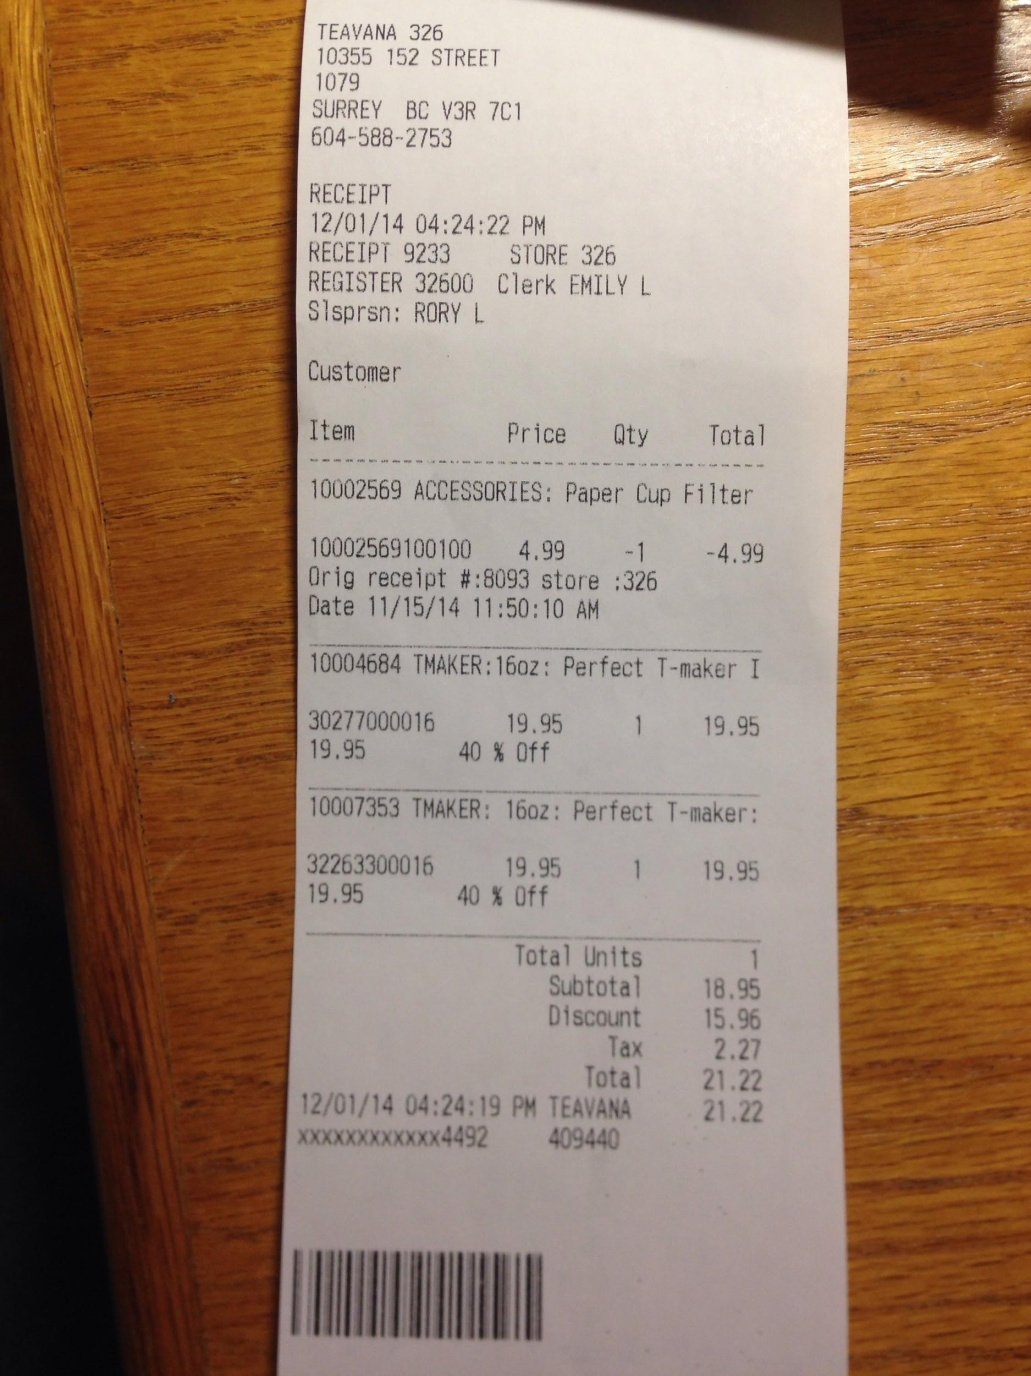 TEAVANA 326
10355 152 STREET
1079
SURREY BC V3R 7C1
604-588-2753
RECEIPT
12/01/14 04:24:22 PM
RECEIPT 9233 STORE 326
REGISTER 32600 Clerk EMILY L
Slsprsn: RORY L
Customer
Item Price Qty Total
10002569 ACCESSORIES: Paper Cup Filter
10002569100100 4.99 -1 -4.99
Orig receipt #:8093 store :326
Date 11/15/14 11:50:10 AM
10004684 TMAKER:16oz: Perfect T-maker I
30277000016 19.95 1 19.95
19.95 40 % Off
10007353 TMAKER: 16oz: Perfect T-maker:
32263300016 19.95 1 19.95
19.95 40 % Off
Total Units 1
Subtotal 18.95
Discount 15.96
Tax 2.27
Total 21.22
12/01/14 04:24:19 PM TEAVANA 21.22
xxxxxxxxxxxx4492 409440